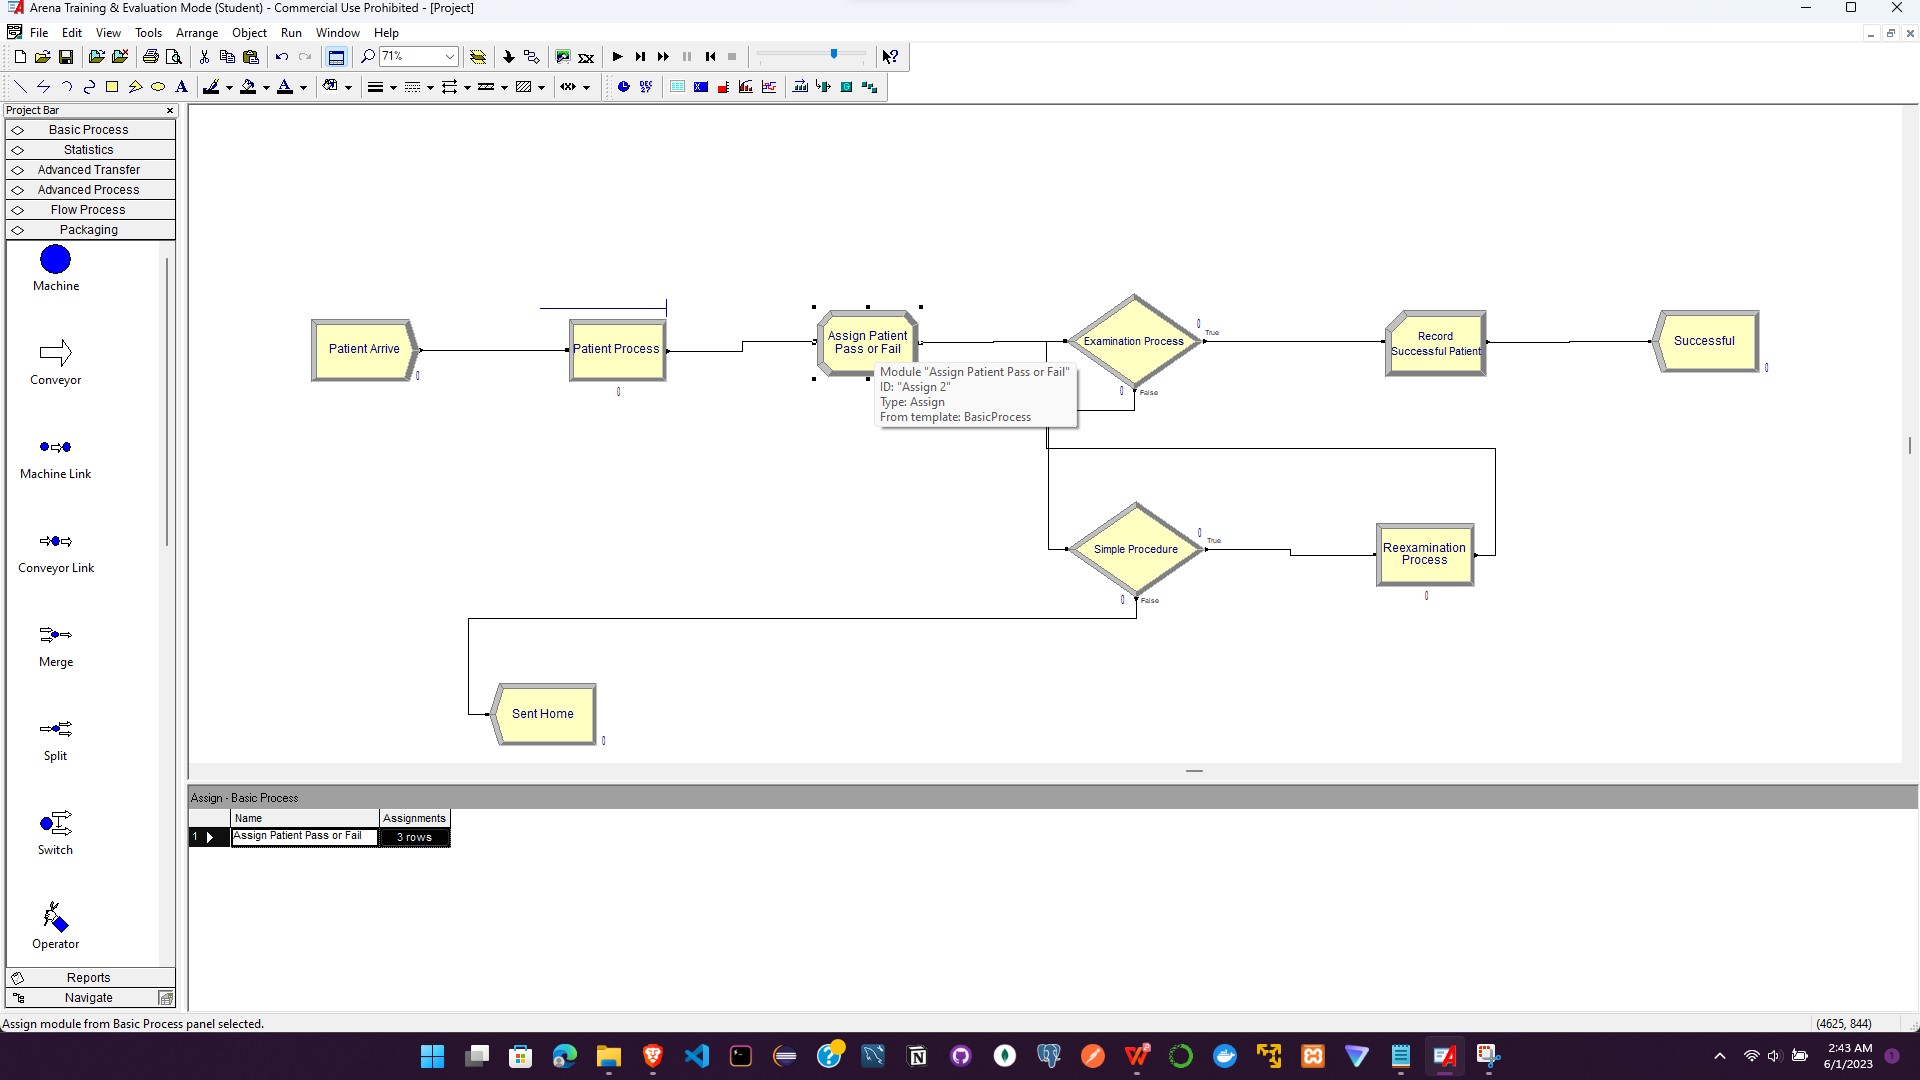 Arena Training & Evaluation Mode (Student) - Commercial Use Prohibited - [Project]
File Edit View Tools Arrange Object Run Window Help
71%
A A DEC 27
Project Bar
Basic Process
Statistics
Advanced Transfer
Advanced Process
Flow Process
Packaging
Machine
Conveyor
Machine Link
Conveyor Link
Merge
Split
Switch
Operator
Reports
Navigate
Patient Arrive
0
Patient Process
0
Assign Patient
Pass or Fail
Module "Assign Patient Pass or Fail"
ID: "Assign 2"
Type: Assign
From template: BasicProcess
Examination Process
0
True
0
False
Record
Successful Patient
Successful
0
Simple Procedure
0
True
0
False
Reexamination
Process
0
Sent Home
0
Assign - Basic Process
Name Assignments
1 Assign Patient Pass or Fail 3 rows
Assign module from Basic Process panel selected.
(4625, 844)
2:43 AM
6/1/2023
1